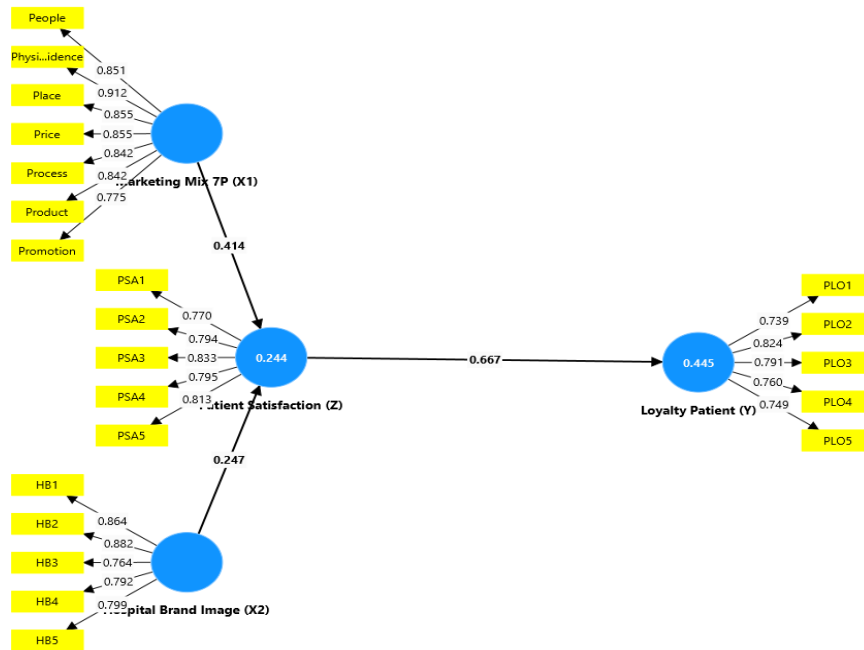 People
Physi...idence
Place
Price
Process
Product
Promotion
0.851
0.912
0.855
0.855
0.842
0.842
0.775
...arketing Mix 7P (X1)
0.414
PSA1
PSA2
PSA3
PSA4
PSA5
0.770
0.794
0.833
0.795
0.813
0.244
Patient Satisfaction (Z)
0.667
0.445
Loyalty Patient (Y)
0.739
0.824
0.791
0.760
0.749
PLO1
PLO2
PLO3
PLO4
PLO5
0.247
HB1
HB2
HB3
HB4
HB5
0.864
0.882
0.764
0.792
0.799
Hospital Brand Image (X2)